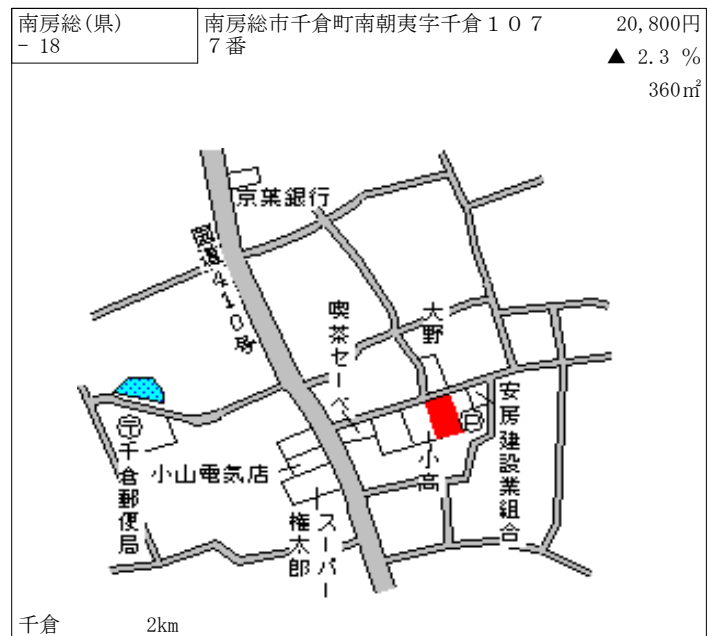 南房総(県)
- 18
南房総市千倉町南朝夷字千倉１０７
７番
20,800円
▲ 2.3 %
360㎡
京葉銀行
国道410号
喫茶セーベ
大野
安房建設業組合
小高
〒
千倉郵便局
小山電気店
スーパー
権太郎
千倉 2km